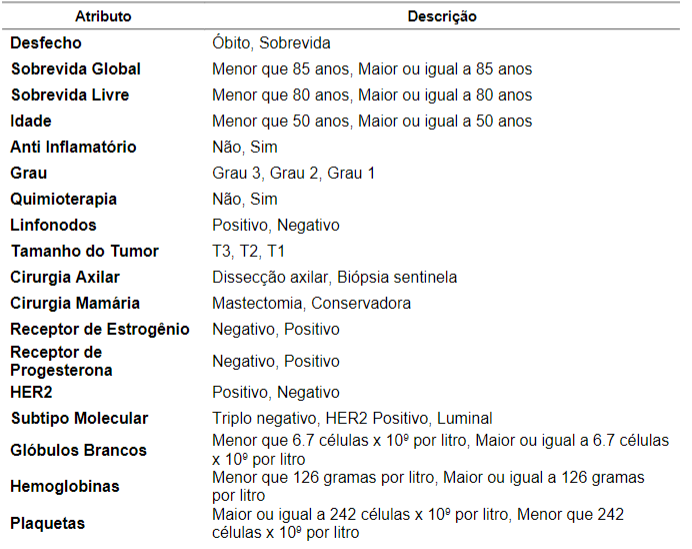 Atributo Descrição
Desfecho Óbito, Sobrevida
Sobrevida Global Menor que 85 anos, Maior ou igual a 85 anos
Sobrevida Livre Menor que 80 anos, Maior ou igual a 80 anos
Idade Menor que 50 anos, Maior ou igual a 50 anos
Anti Inflamatório Não, Sim
Grau Grau 3, Grau 2, Grau 1
Quimioterapia Não, Sim
Linfonodos Positivo, Negativo
Tamanho do Tumor T3, T2, T1
Cirurgia Axilar Dissecção axilar, Biópsia sentinela
Cirurgia Mamária Mastectomia, Conservadora
Receptor de Estrogênio Negativo, Positivo
Receptor de
Progesterona Negativo, Positivo
HER2 Positivo, Negativo
Subtipo Molecular Triplo negativo, HER2 Positivo, Luminal
Glóbulos Brancos Menor que 6.7 células x 10⁹ por litro, Maior ou igual a 6.7 células
x 10⁹ por litro
Hemoglobinas Menor que 126 gramas por litro, Maior ou igual a 126 gramas
por litro
Plaquetas Maior ou igual a 242 células x 10⁹ por litro, Menor que 242
células x 10⁹ por litro